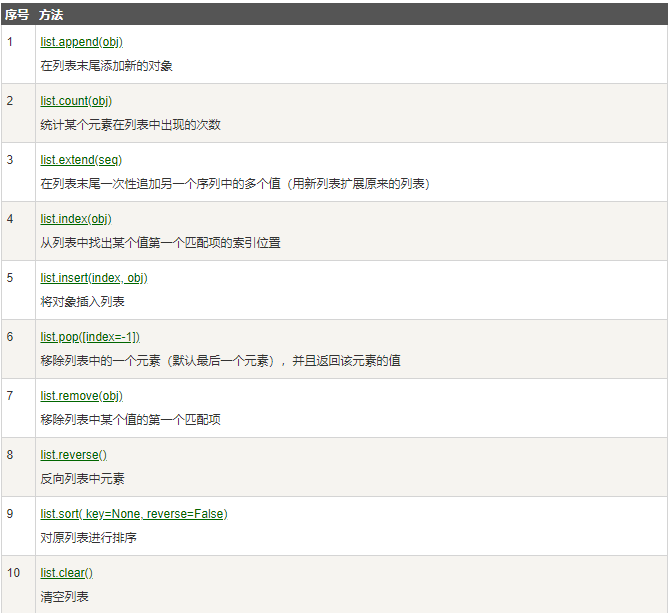 序号 方法
1 list.append(obj)
在列表末尾添加新的对象
2 list.count(obj)
统计某个元素在列表中出现的次数
3 list.extend(seq)
在列表末尾一次性追加另一个序列中的多个值（用新列表扩展原来的列表）
4 list.index(obj)
从列表中找出某个值第一个匹配项的索引位置
5 list.insert(index, obj)
将对象插入列表
6 list.pop([index=-1])
移除列表中的一个元素（默认最后一个元素），并且返回该元素的值
7 list.remove(obj)
移除列表中某个值的第一个匹配项
8 list.reverse()
反向列表中元素
9 list.sort( key=None, reverse=False)
对原列表进行排序
10 list.clear()
清空列表